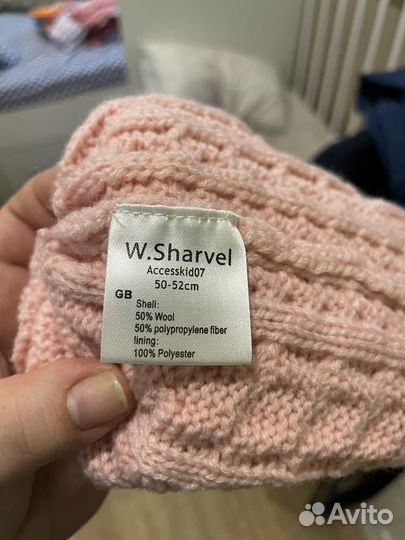 W.Sharvel
Accesskid07
50-52cm
GB
Shell:
50% Wool
50% polypropylene fiber
lining:
100% Polyester
Avito